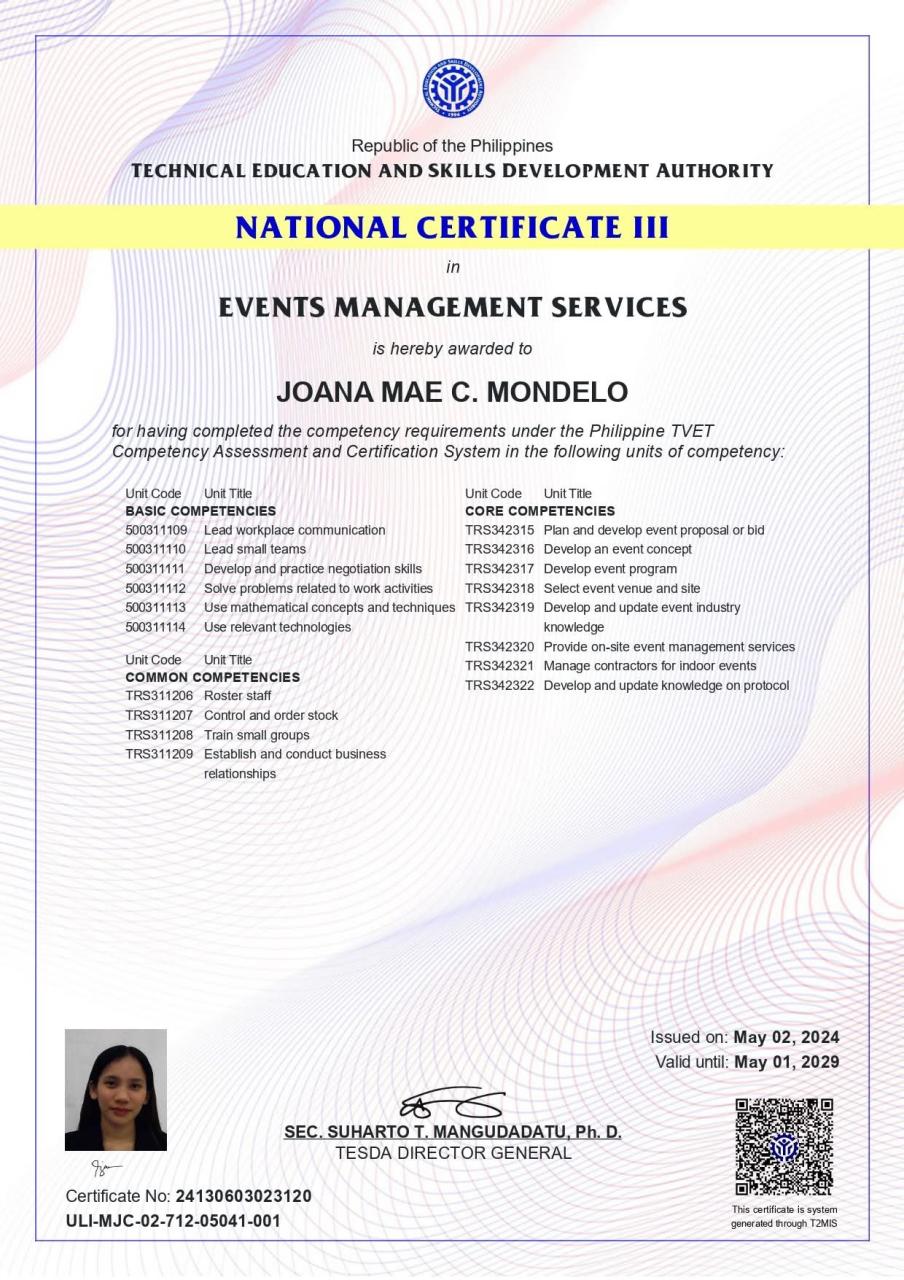 TECHNICAL EDUCATION AND SKILLS DEVELOPMENT AUTHORITY
1994
Republic of the Philippines
TECHNICAL EDUCATION AND SKILLS DEVELOPMENT AUTHORITY
NATIONAL CERTIFICATE III
in
EVENTS MANAGEMENT SERVICES
is hereby awarded to
JOANA MAE C. MONDELO
for having completed the competency requirements under the Philippine TVET
Competency Assessment and Certification System in the following units of competency:
Unit Code Unit Title
BASIC COMPETENCIES
500311109 Lead workplace communication
500311110 Lead small teams
500311111 Develop and practice negotiation skills
500311112 Solve problems related to work activities
500311113 Use mathematical concepts and techniques
500311114 Use relevant technologies
Unit Code Unit Title
COMMON COMPETENCIES
TRS311206 Roster staff
TRS311207 Control and order stock
TRS311208 Train small groups
TRS311209 Establish and conduct business
relationships
Unit Code Unit Title
CORE COMPETENCIES
TRS342315 Plan and develop event proposal or bid
TRS342316 Develop an event concept
TRS342317 Develop event program
TRS342318 Select event venue and site
TRS342319 Develop and update event industry
knowledge
TRS342320 Provide on-site event management services
TRS342321 Manage contractors for indoor events
TRS342322 Develop and update knowledge on protocol
Issued on: May 02, 2024
Valid until: May 01, 2029
SEC. SUHARTO T. MANGUDADATU, Ph. D.
TESDA DIRECTOR GENERAL
Certificate No: 24130603023120
ULI-MJC-02-712-05041-001
This certificate is system
generated through T2MIS